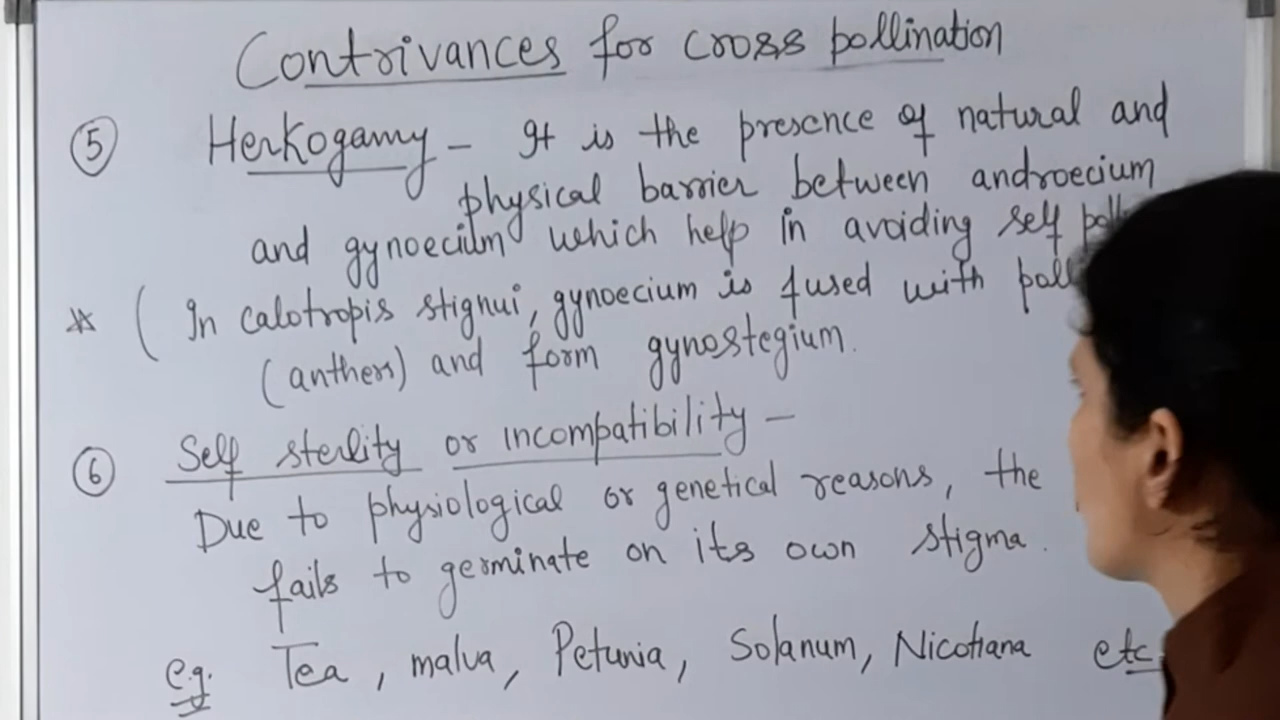 Contrivances for cross pollination
⑤ Herkogamy - It is the presence of natural and
physical barrier between androecium
and gynoecium which help in avoiding self
* ( In calotropis stigmui, gynoecium is fused with
(anthers) and form gynostegium.
⑥ Self sterlity or incompatibility -
Due to physiological or genetical reasons, the
fails to germinate on its own stigma.
e.g. Tea, malva, Petunia, Solanum, Nicotiana etc